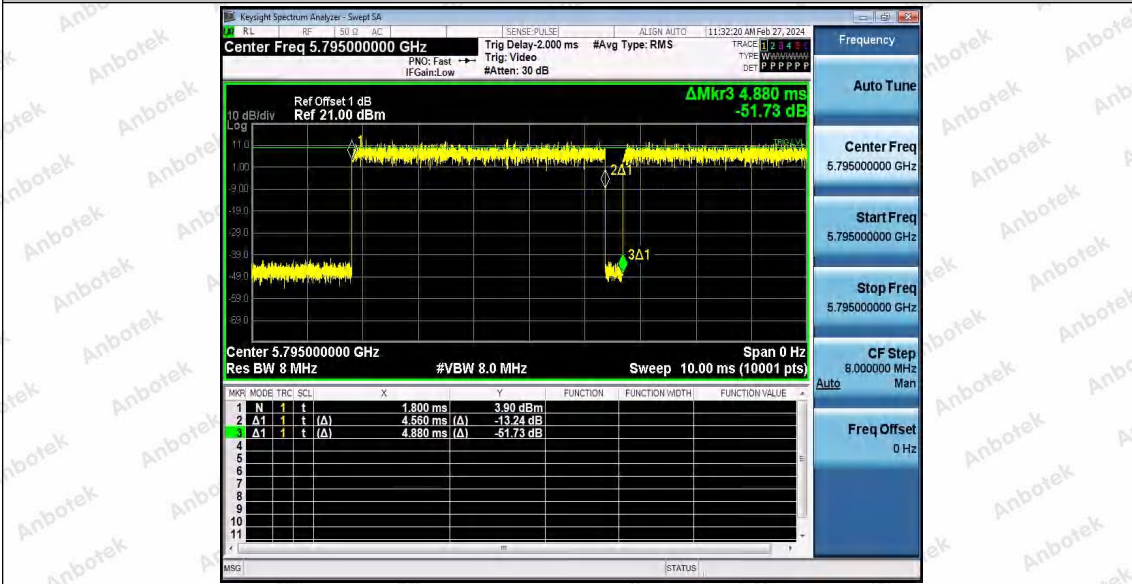 Keysight Spectrum Analyzer - Swept SA
RL RF 50 Ω AC SENSE:PULSE ALIGN AUTO 11:32:20 AM Feb 27, 2024
Center Freq 5.795000000 GHz
PNO: Fast
IFGain:Low
Trig Delay-2.000 ms
Trig: Video
#Atten: 30 dB
#Avg Type: RMS
TRACE 1 2 3 4 5 6
TYPE WWWWWW
DET P P P P P P
ΔMkr3 4.880 ms
-51.73 dB
Ref Offset 1 dB
10 dB/div Ref 21.00 dBm
Log
11.0
1.00
-9.00
-19.0
-29.0
-39.0
-49.0
-59.0
-69.0
1
2Δ1
3Δ1
TRIG LVL
Center 5.795000000 GHz Span 0 Hz
Res BW 8 MHz #VBW 8.0 MHz Sweep 10.00 ms (10001 pts)
MKR MODE TRC SCL X Y FUNCTION FUNCTION WIDTH FUNCTION VALUE
1 N 1 t 1.800 ms 3.90 dBm
2 Δ1 1 t (Δ) 4.560 ms (Δ) -13.24 dB
3 Δ1 1 t (Δ) 4.880 ms (Δ) -51.73 dB
4
5
6
7
8
9
10
11
MSG STATUS
Frequency
Auto Tune
Center Freq
5.795000000 GHz
Start Freq
5.795000000 GHz
Stop Freq
5.795000000 GHz
CF Step
8.000000 MHz
Auto Man
Freq Offset
0 Hz
Anbotek